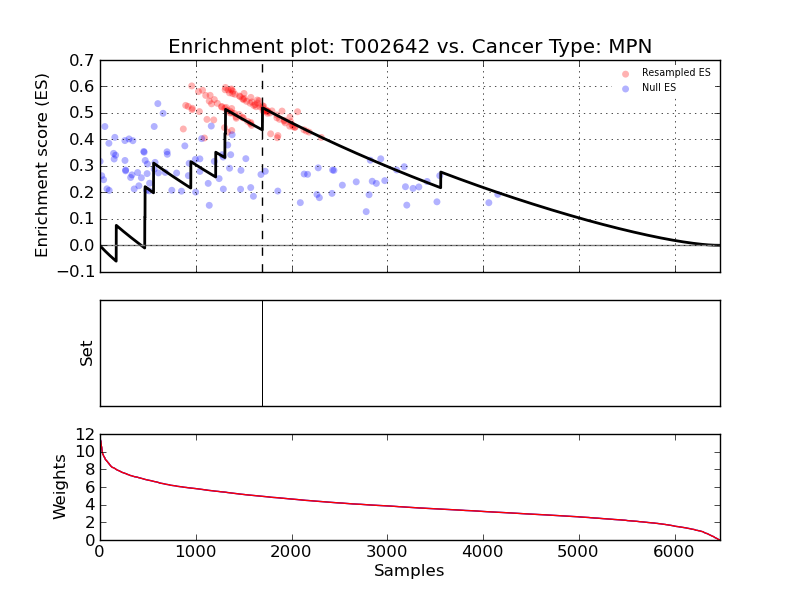 Enrichment plot: T002642 vs. Cancer Type: MPN
Enrichment score (ES)
0.7
0.6
0.5
0.4
0.3
0.2
0.1
0.0
−0.1
Resampled ES
Null ES
Set
Weights
12
10
8
6
4
2
0
0 1000 2000 3000 4000 5000 6000
Samples